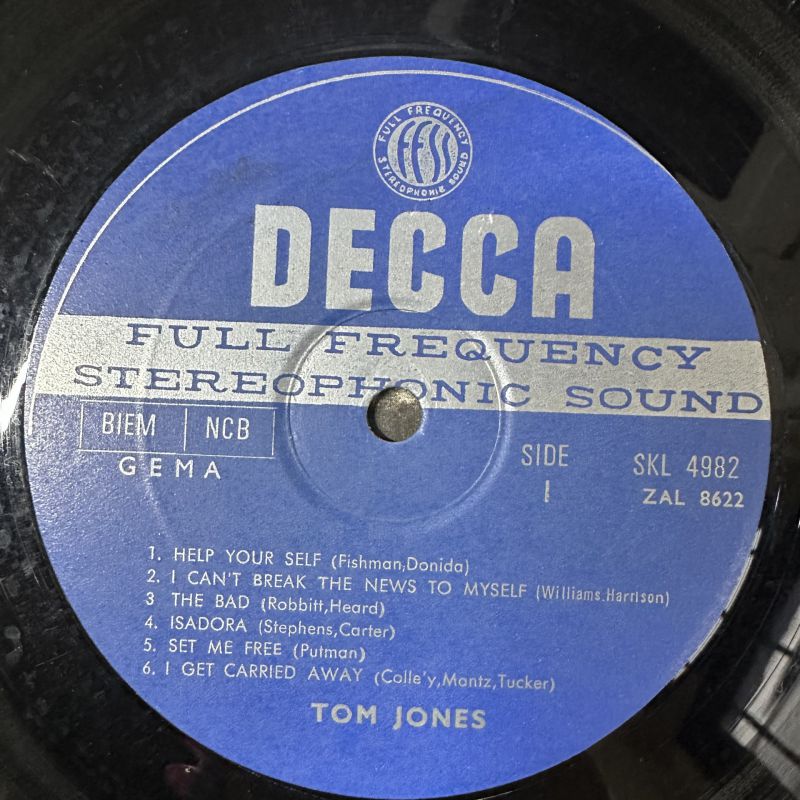 FULL FREQUENCY
FFSS
STEREOPHONIC SOUND
DECCA
FULL FREQUENCY
STEREOPHONIC SOUND
BIEM NCB
GEMA
SIDE
1
SKL 4982
ZAL 8622
1. HELP YOUR SELF (Fishman,Donida)
2. I CAN'T BREAK THE NEWS TO MYSELF (Williams.Harrison)
3 THE BAD (Robbitt,Heard)
4. ISADORA (Stephens,Carter)
5. SET ME FREE (Putman)
6. I GET CARRIED AWAY (Colle'y,Mantz,Tucker)
TOM JONES